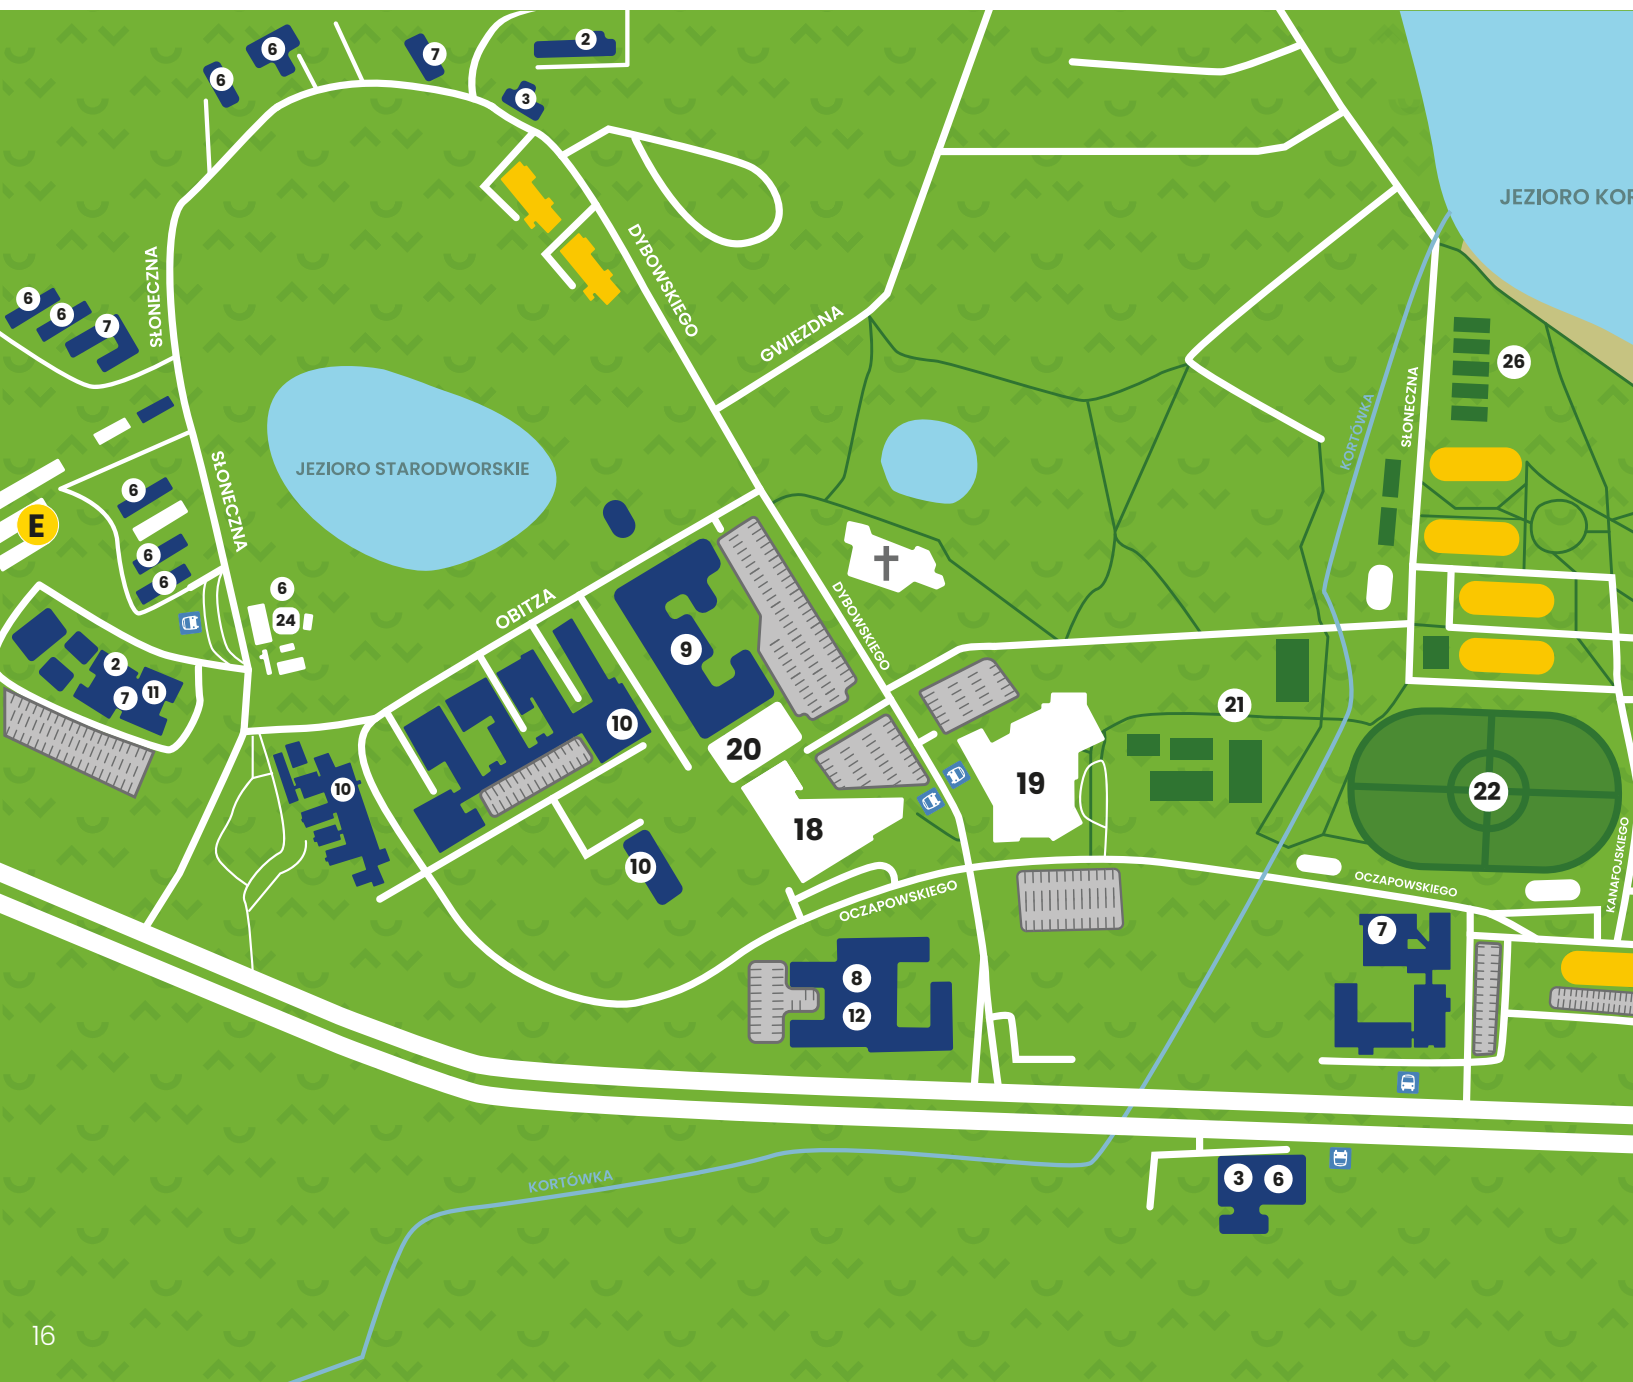 6
7
2
6
3
JEZIORO KOR
DYBOWSKIEGO
SŁONECZNA
6
6
7
GWIEZDNA
26
SŁONECZNA
KORTÓWKA
SŁONECZNA
JEZIORO STARODWORSKIE
6
E
6
6
6
24
OBITZA
DYBOWSKIEGO
9
2
7
11
21
10
20
19
10
22
18
10
KANAFOJSKIEGO
OCZAPOWSKIEGO
OCZAPOWSKIEGO
7
8
12
KORTÓWKA
3
6
16